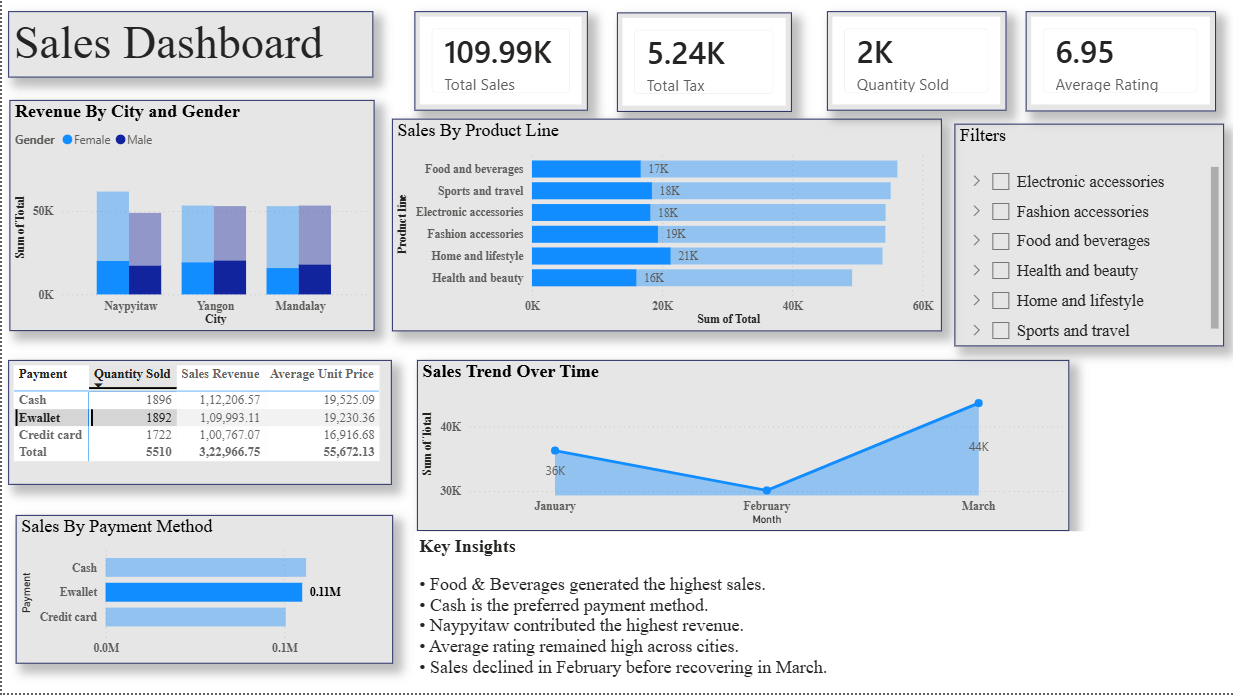 Sales Dashboard
109.99K
Total Sales
5.24K
Total Tax
2K
Quantity Sold
6.95
Average Rating
Revenue By City and Gender
Gender Female Male
Sum of Total
50K
0K
Naypyitaw Yangon Mandalay
City
Sales By Product Line
Product line
Food and beverages 17K
Sports and travel 18K
Electronic accessories 18K
Fashion accessories 19K
Home and lifestyle 21K
Health and beauty 16K
0K 20K 40K 60K
Sum of Total
Filters
Electronic accessories
Fashion accessories
Food and beverages
Health and beauty
Home and lifestyle
Sports and travel
Payment Quantity Sold Sales Revenue Average Unit Price
Cash 1896 1,12,206.57 19,525.09
Ewallet 1892 1,09,993.11 19,230.36
Credit card 1722 1,00,767.07 16,916.68
Total 5510 3,22,966.75 55,672.13
Sales Trend Over Time
Sum of Total
40K
30K
36K
44K
January February March
Month
Sales By Payment Method
Payment
Cash
Ewallet 0.11M
Credit card
0.0M 0.1M
Key Insights
• Food & Beverages generated the highest sales.
• Cash is the preferred payment method.
• Naypyitaw contributed the highest revenue.
• Average rating remained high across cities.
• Sales declined in February before recovering in March.